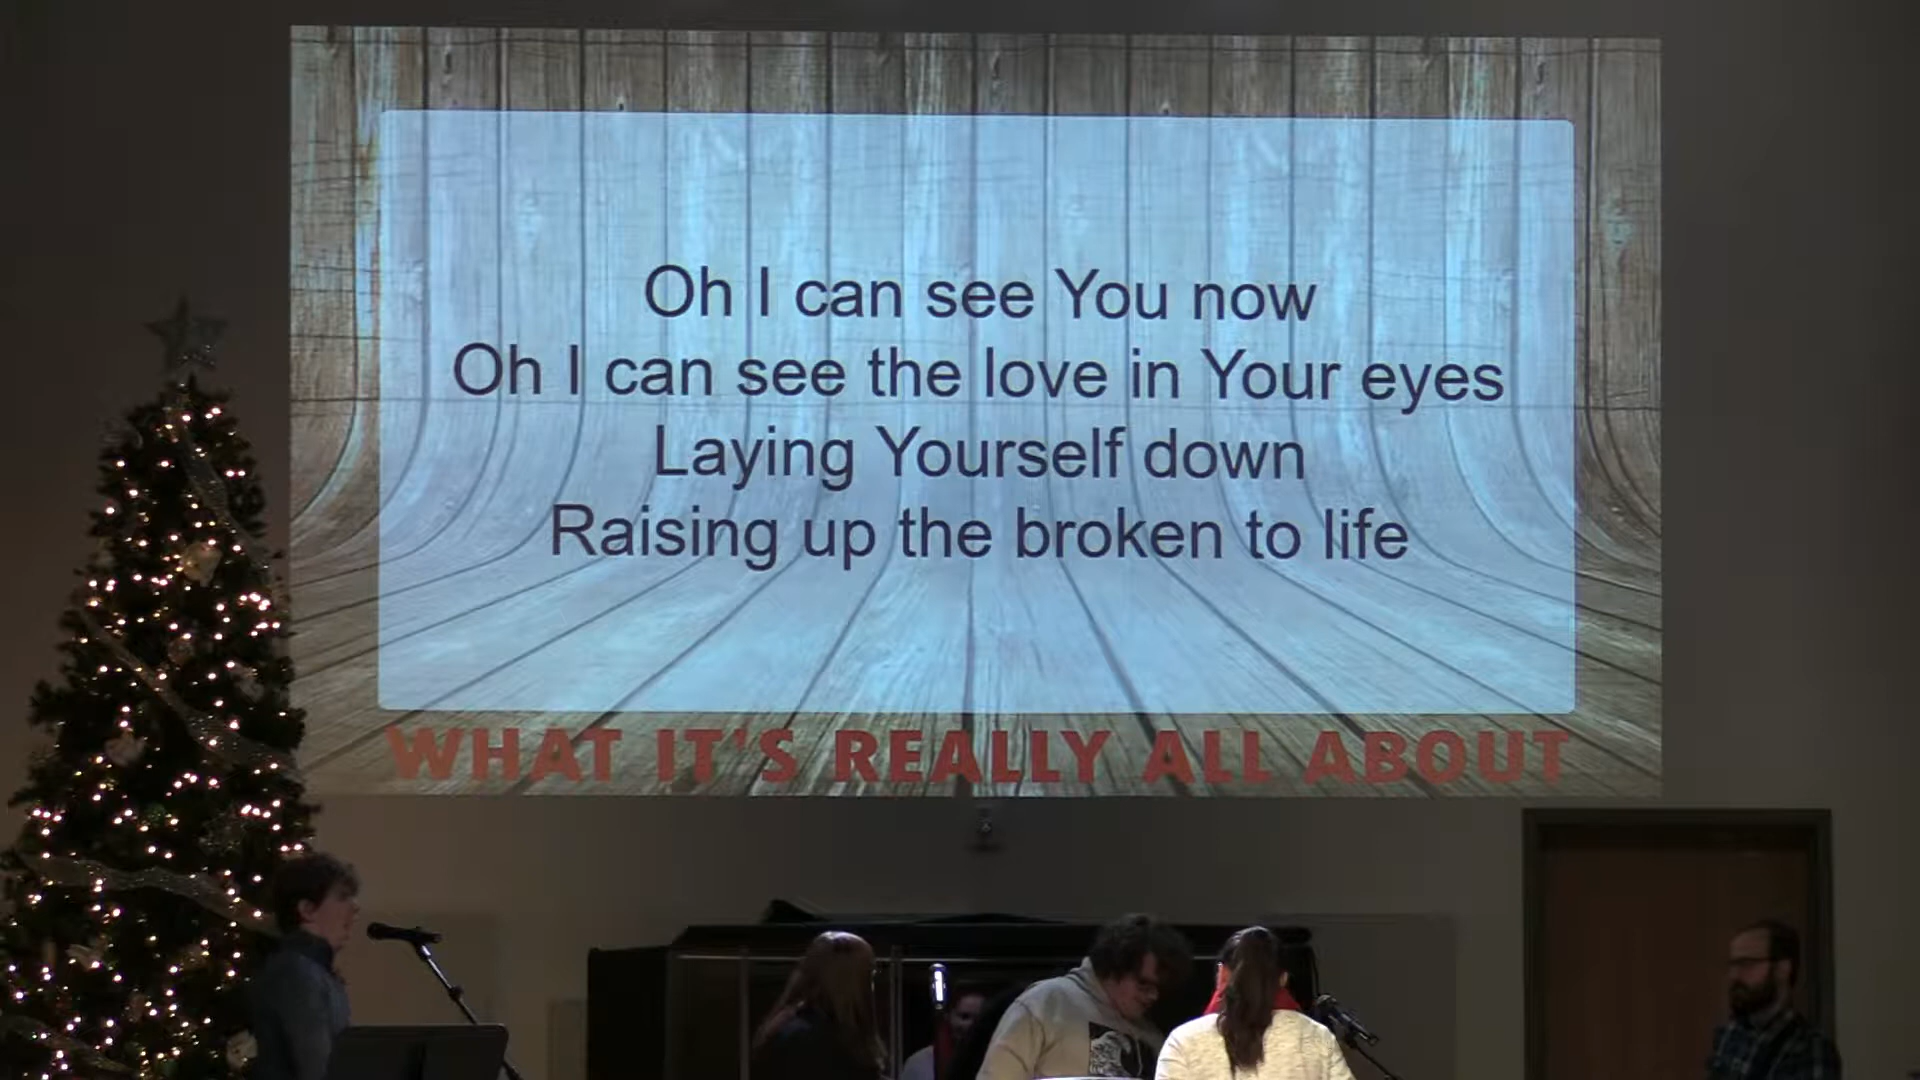 Oh I can see You now
Oh I can see the love in Your eyes
Laying Yourself down
Raising up the broken to life
WHAT IT'S REALLY ALL ABOUT